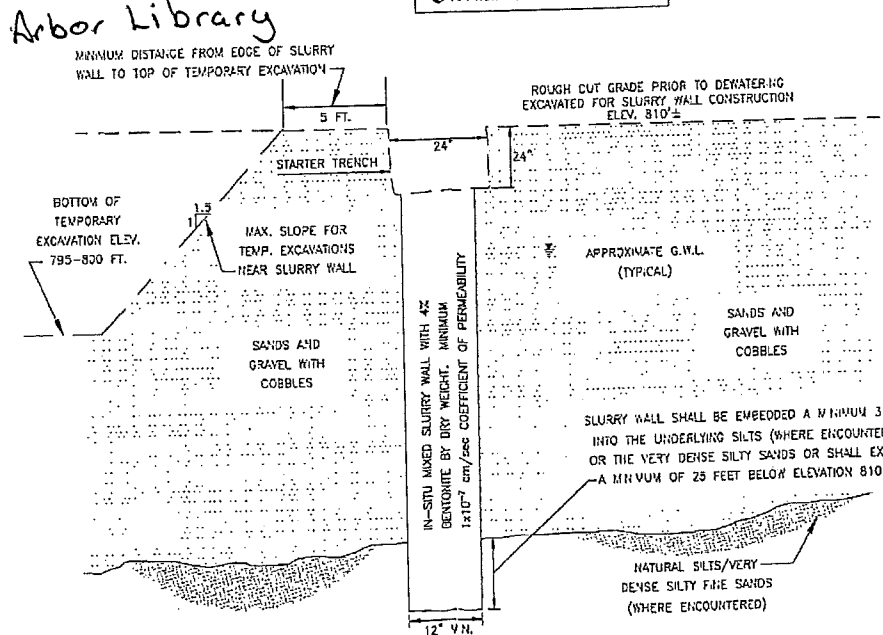 Arbor Library
MINIMUM DISTANCE FROM EDGE OF SLURRY
WALL TO TOP OF TEMPORARY EXCAVATION
5 FT.
ROUGH CUT GRADE PRIOR TO DEWATERING
EXCAVATED FOR SLURRY WALL CONSTRUCTION
ELEV. 810'±
24"
24"
STARTER TRENCH
BOTTOM OF
TEMPORARY
EXCAVATION ELEV.
795-800 FT.
1.5
1
MAX. SLOPE FOR
TEMP. EXCAVATIONS
NEAR SLURRY WALL
APPROXIMATE G.W.L.
(TYPICAL)
SANDS AND
GRAVEL WITH
COBBLES
SANDS AND
GRAVEL WITH
COBBLES
IN-SITU MIXED SLURRY WALL WITH 4%
BENTONITE BY DRY WEIGHT. MINIMUM
1x10⁻⁷ cm/sec COEFFICIENT OF PERMEABILITY
SLURRY WALL SHALL BE EMBEDDED A MINIMUM 3
INTO THE UNDERLYING SILTS (WHERE ENCOUNTE
OR THE VERY DENSE SILTY SANDS OR SHALL EX
A MINIMUM OF 25 FEET BELOW ELEVATION 810
NATURAL SILTS/VERY
DENSE SILTY FINE SANDS
(WHERE ENCOUNTERED)
12" MIN.